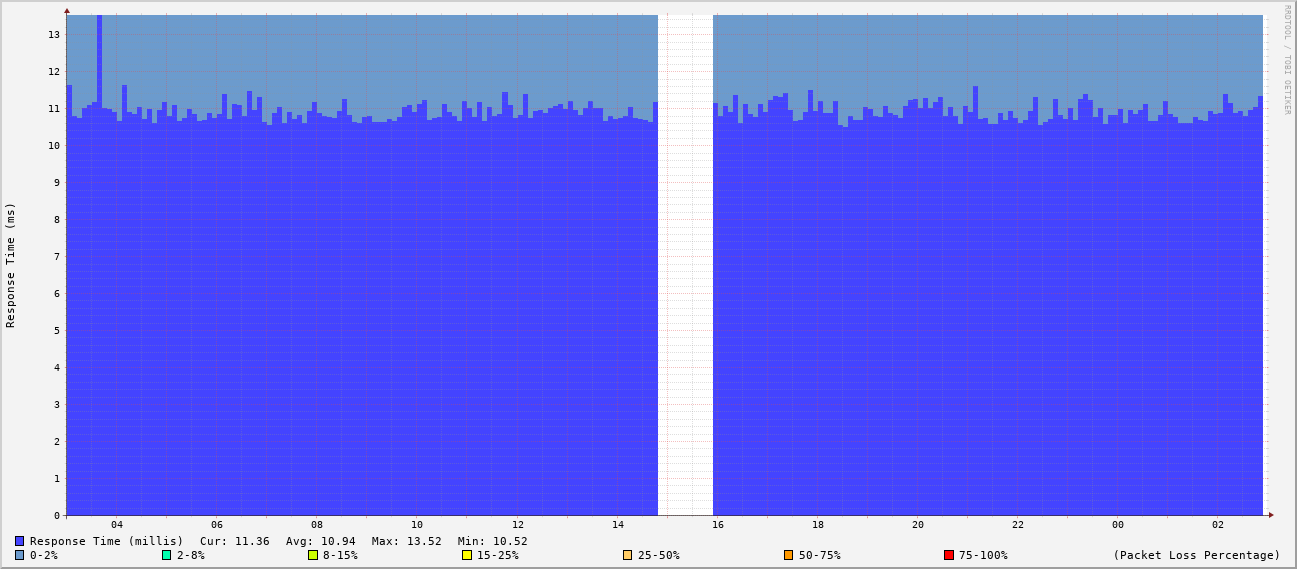 RRDTOOL / TOBI OETIKER
Response Time (ms)
13
12
11
10
9
8
7
6
5
4
3
2
1
0
04 06 08 10 12 14 16 18 20 22 00 02
Response Time (millis) Cur: 11.36 Avg: 10.94 Max: 13.52 Min: 10.52
0-2% 2-8% 8-15% 15-25% 25-50% 50-75% 75-100% (Packet Loss Percentage)